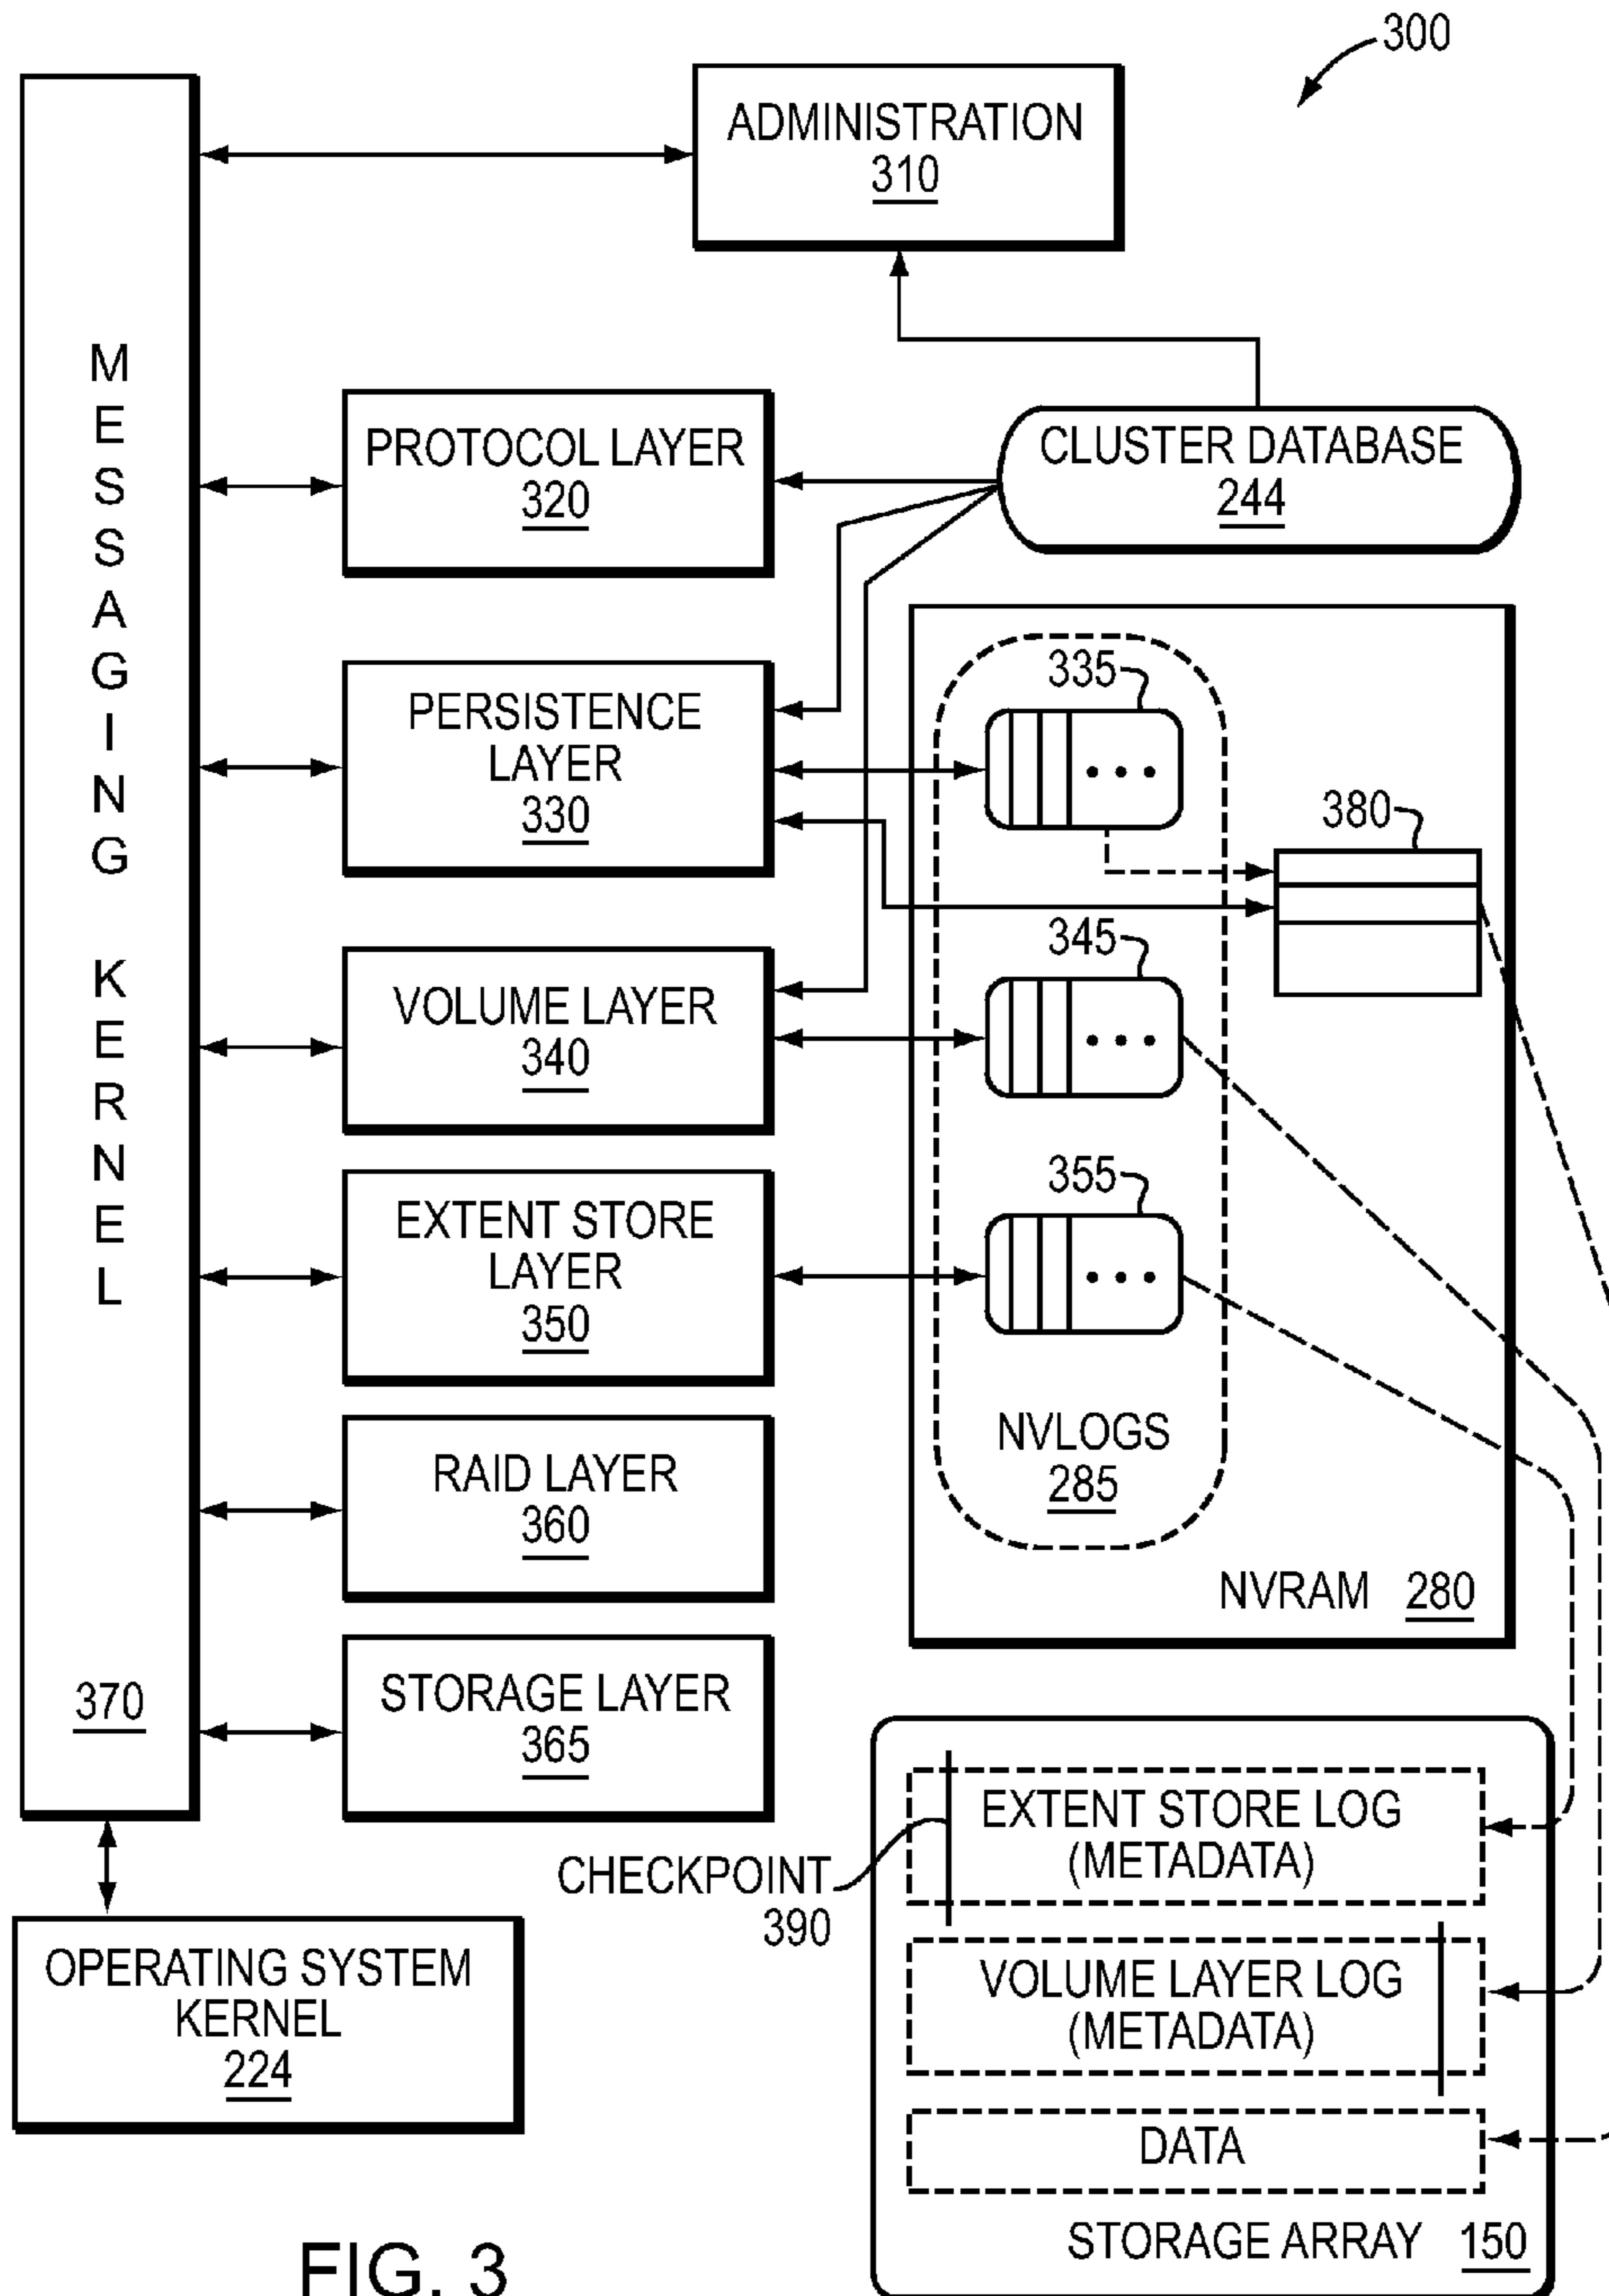 300
ADMINISTRATION
310
MESSAGING KERNEL
370
PROTOCOL LAYER
320
CLUSTER DATABASE
244
PERSISTENCE
LAYER
330
335
380
VOLUME LAYER
340
345
EXTENT STORE
LAYER
350
355
NVLOGS
285
RAID LAYER
360
NVRAM 280
STORAGE LAYER
365
EXTENT STORE LOG
(METADATA)
CHECKPOINT
390
VOLUME LAYER LOG
(METADATA)
DATA
STORAGE ARRAY 150
OPERATING SYSTEM
KERNEL
224
FIG. 3